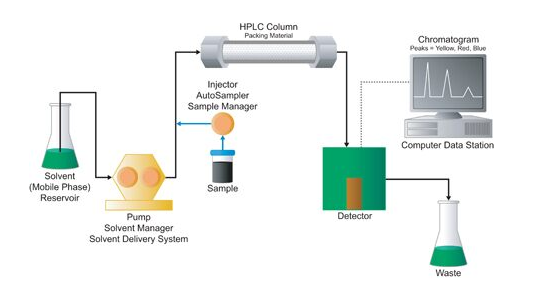 HPLC Column
Packing Material
Chromatogram
Peaks = Yellow, Red, Blue
Injector
AutoSampler
Sample Manager
Computer Data Station
Solvent
(Mobile Phase)
Reservoir
Sample
Pump
Solvent Manager
Solvent Delivery System
Detector
Waste